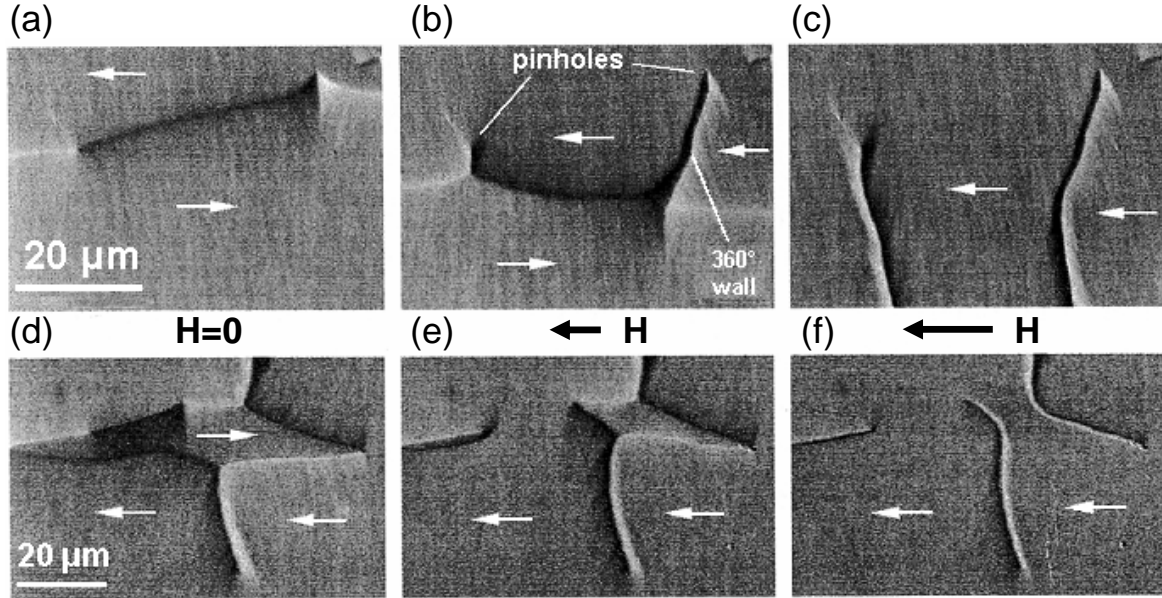 (a)
(b)
(c)
pinholes
20 µm
360°
wall
(d)
H=0
(e)
H
(f)
H
20 µm